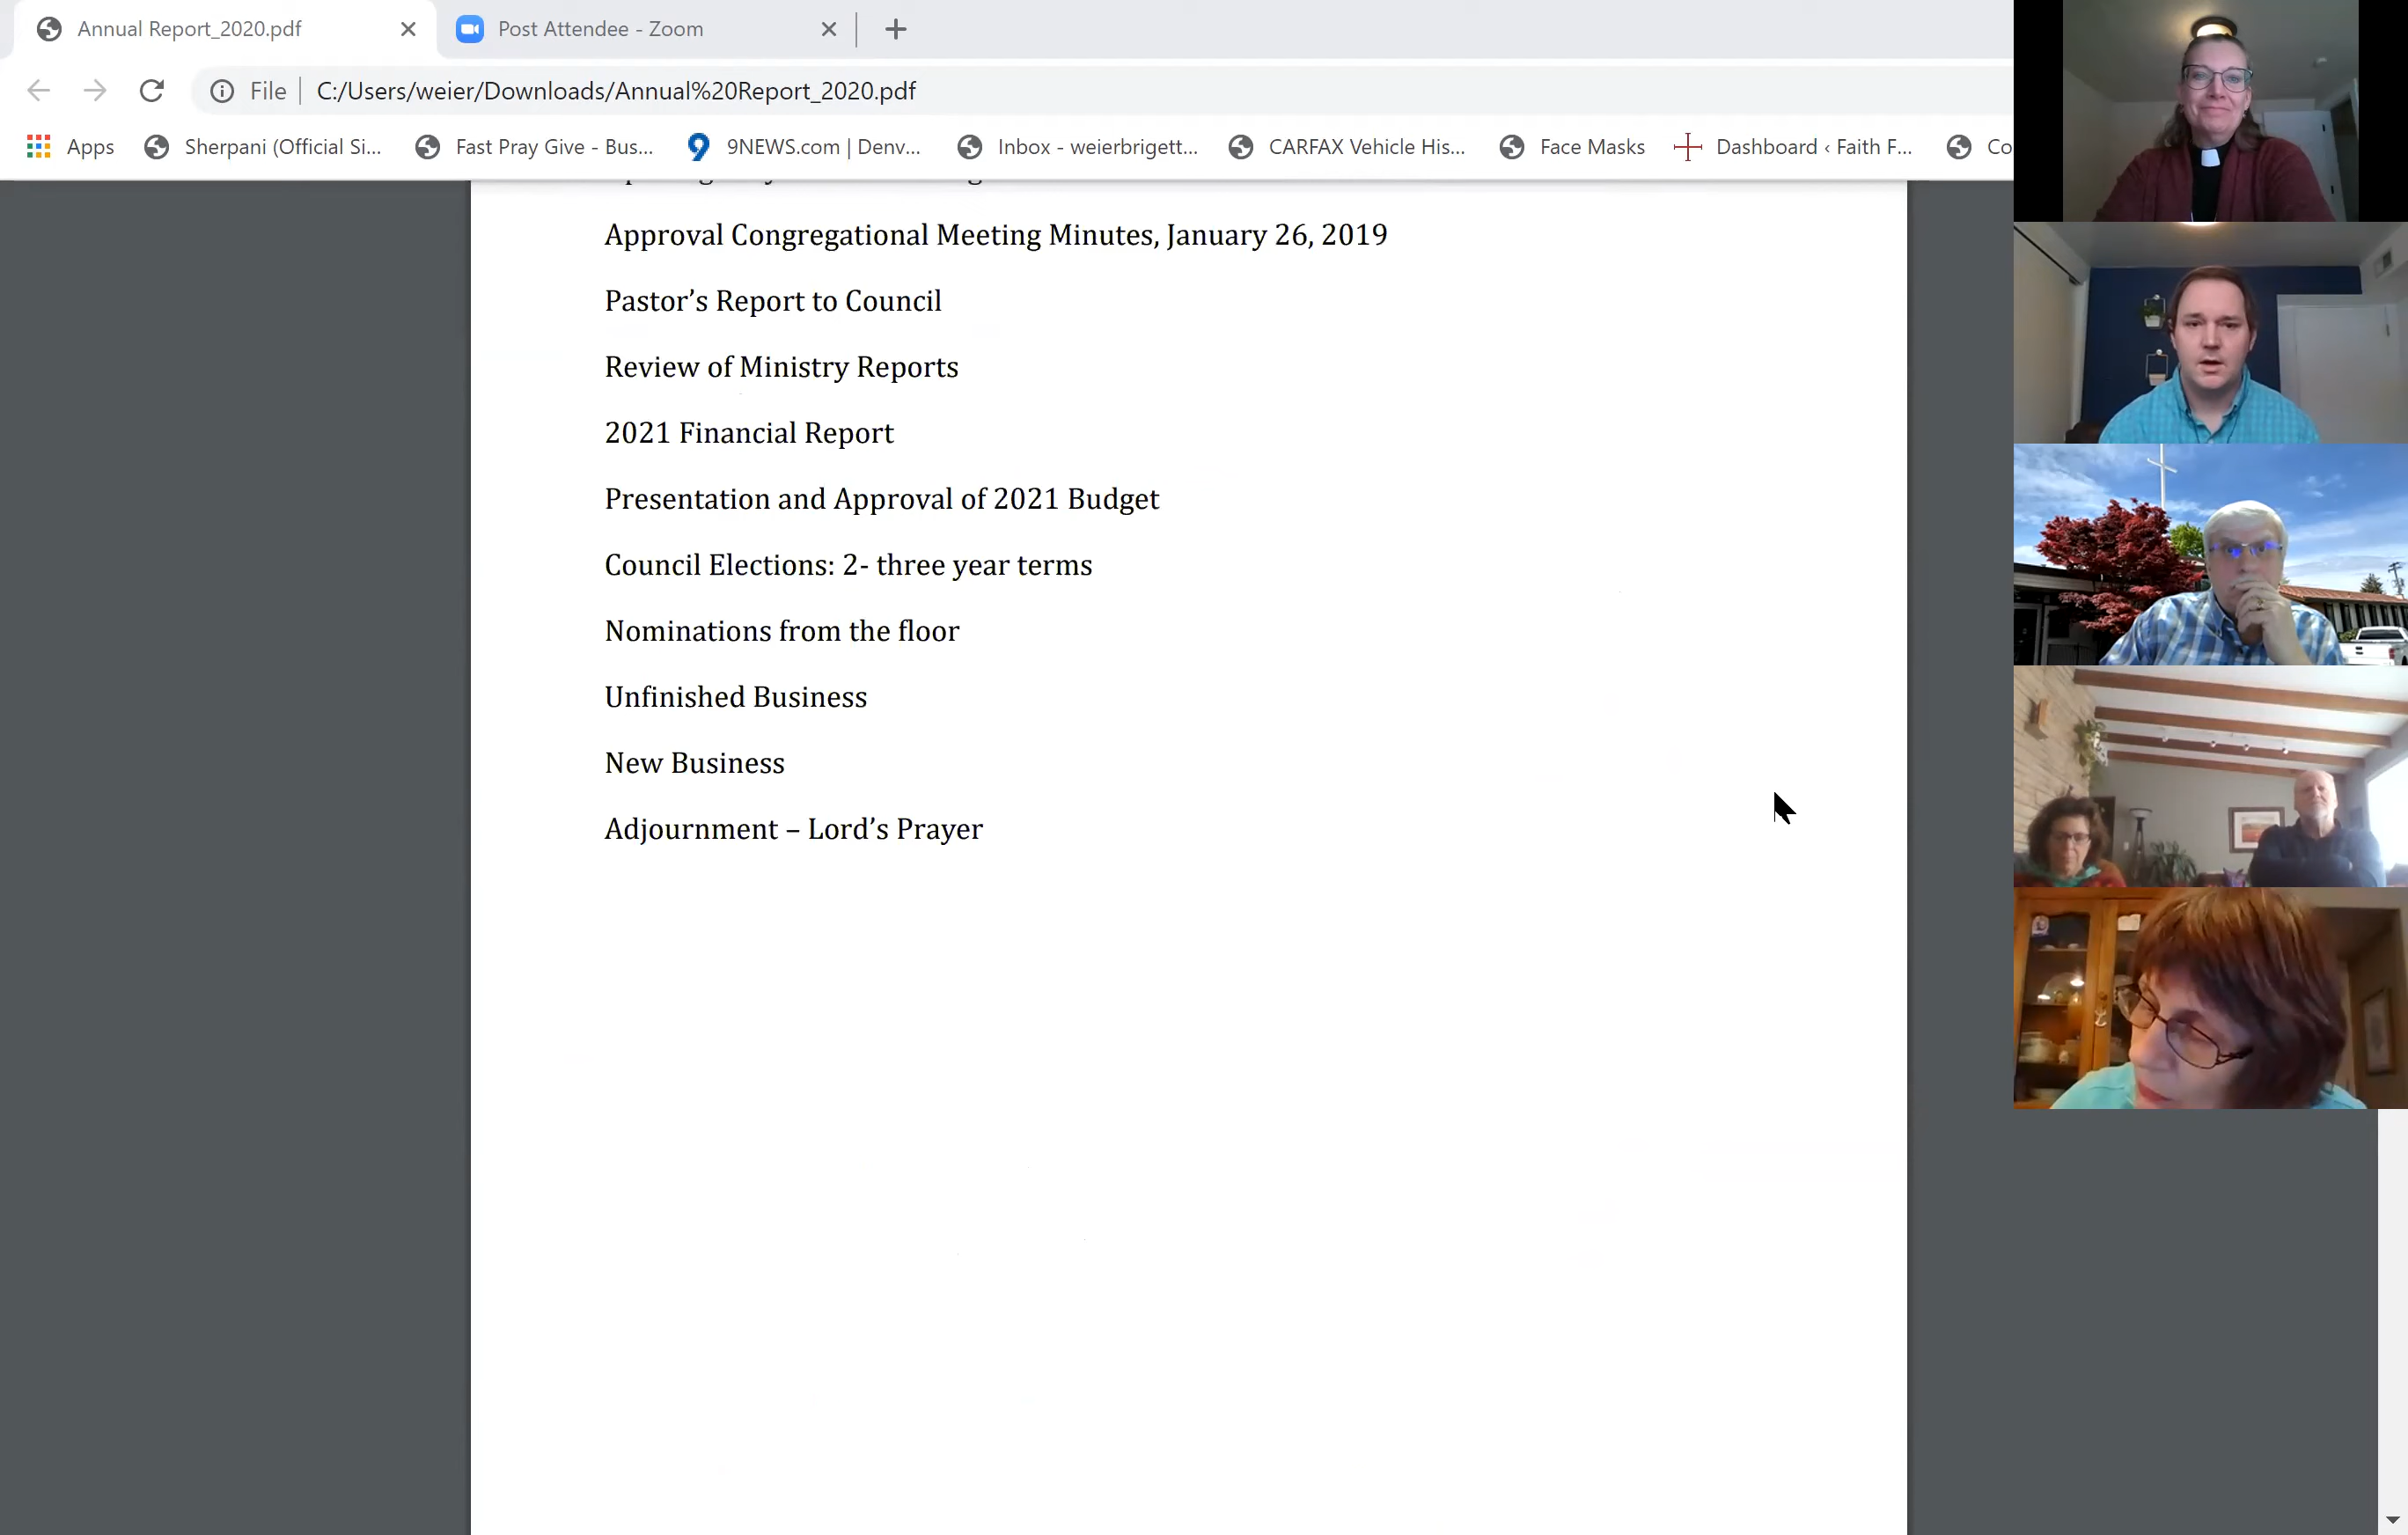 Annual Report_2020.pdf
Post Attendee - Zoom
File C:/Users/weier/Downloads/Annual%20Report_2020.pdf
Apps Sherpani (Official Si... Fast Pray Give - Bus... 9NEWS.com | Denv... Inbox - weierbrigett... CARFAX Vehicle His... Face Masks Dashboard ‹ Faith F... Co
Approval Congregational Meeting Minutes, January 26, 2019
Pastor’s Report to Council
Review of Ministry Reports
2021 Financial Report
Presentation and Approval of 2021 Budget
Council Elections: 2- three year terms
Nominations from the floor
Unfinished Business
New Business
Adjournment – Lord’s Prayer